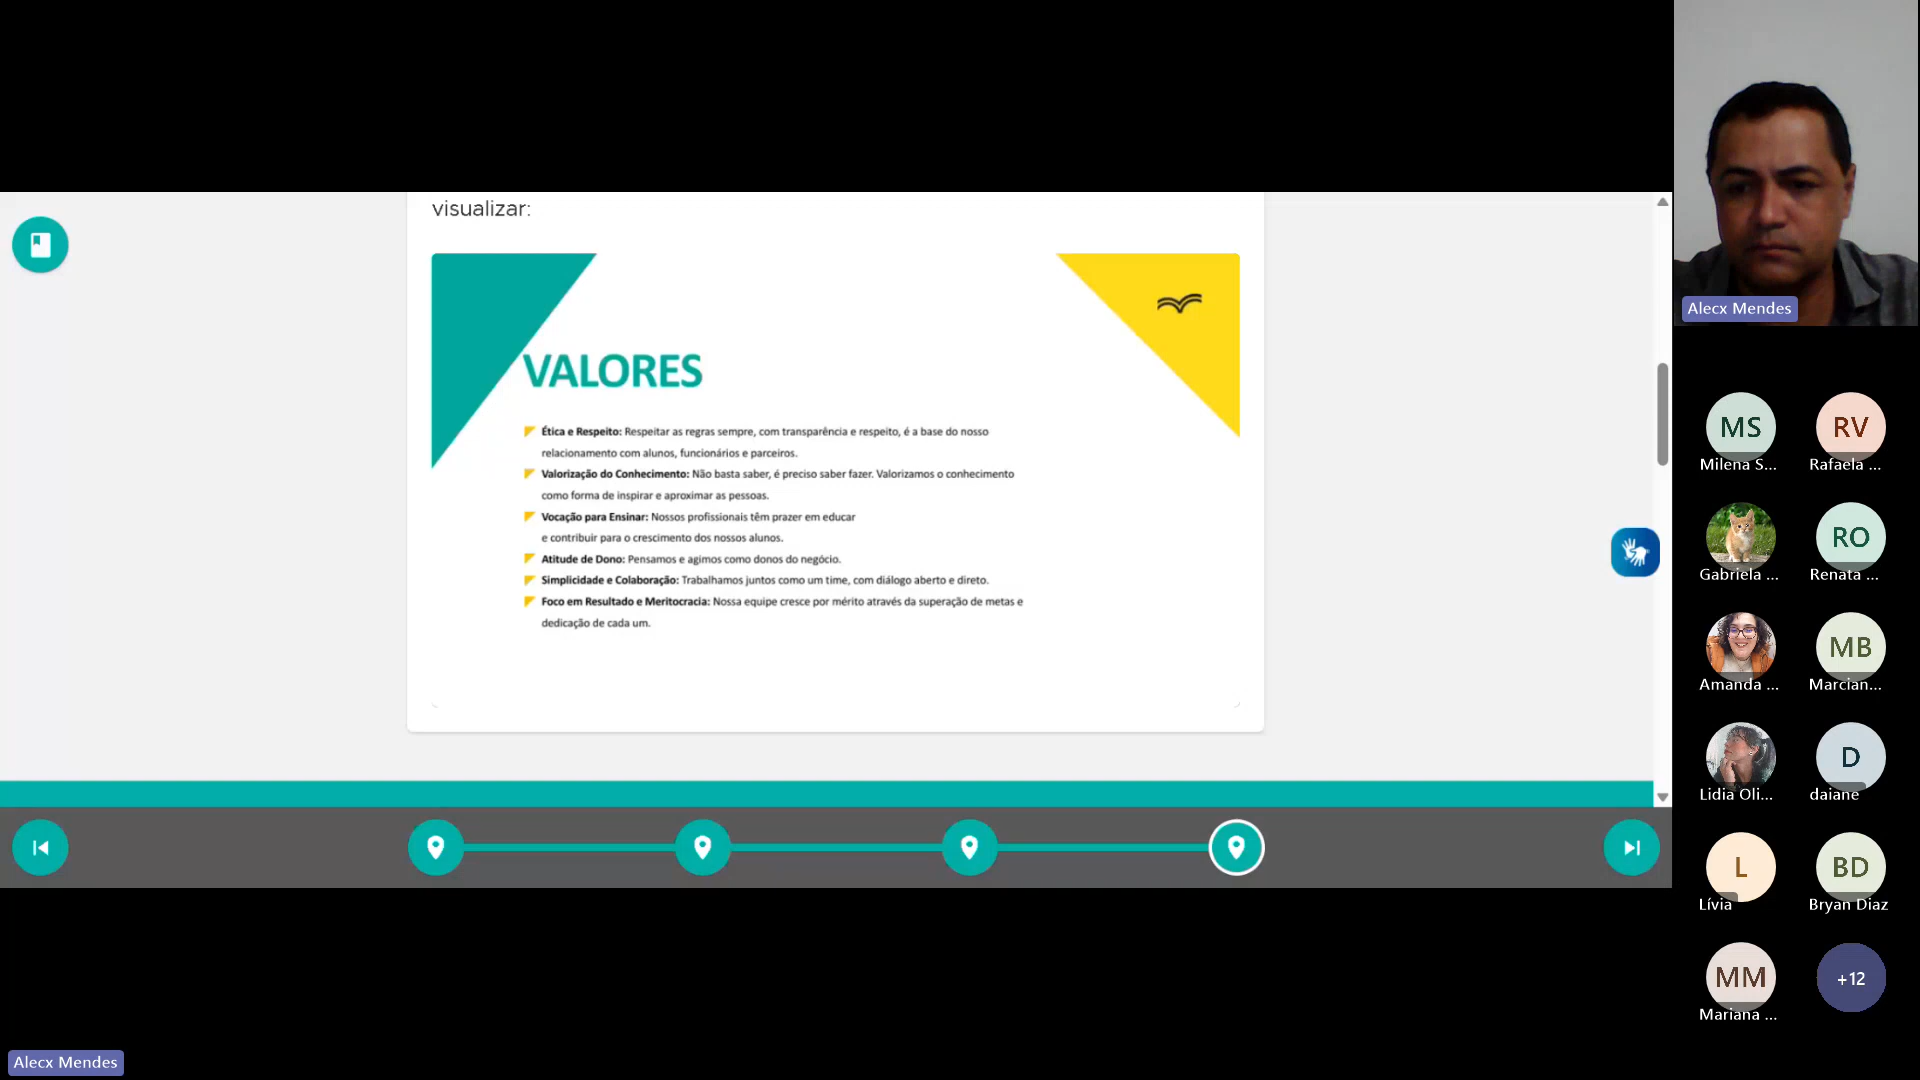 visualizar:
VALORES
Ética e Respeito: Respeitar as regras sempre, com transparência e respeito, é a base do nosso
relacionamento com alunos, funcionários e parceiros.
Valorização do Conhecimento: Não basta saber, é preciso saber fazer. Valorizamos o conhecimento
como forma de inspirar e aproximar as pessoas.
Vocação para Ensinar: Nossos profissionais têm prazer em educar
e contribuir para o crescimento dos nossos alunos.
Atitude de Dono: Pensamos e agimos como donos do negócio.
Simplicidade e Colaboração: Trabalhamos juntos como um time, com diálogo aberto e direto.
Foco em Resultado e Meritocracia: Nossa equipe cresce por mérito através da superação de metas e
dedicação de cada um.
Alecx Mendes
Alecx Mendes
MS
Milena S...
RV
Rafaela ...
Gabriela ...
RO
Renata ...
Amanda ...
MB
Marcian...
Lidia Oli...
D
daiane
L
Lívia
BD
Bryan Diaz
MM
Mariana ...
+12